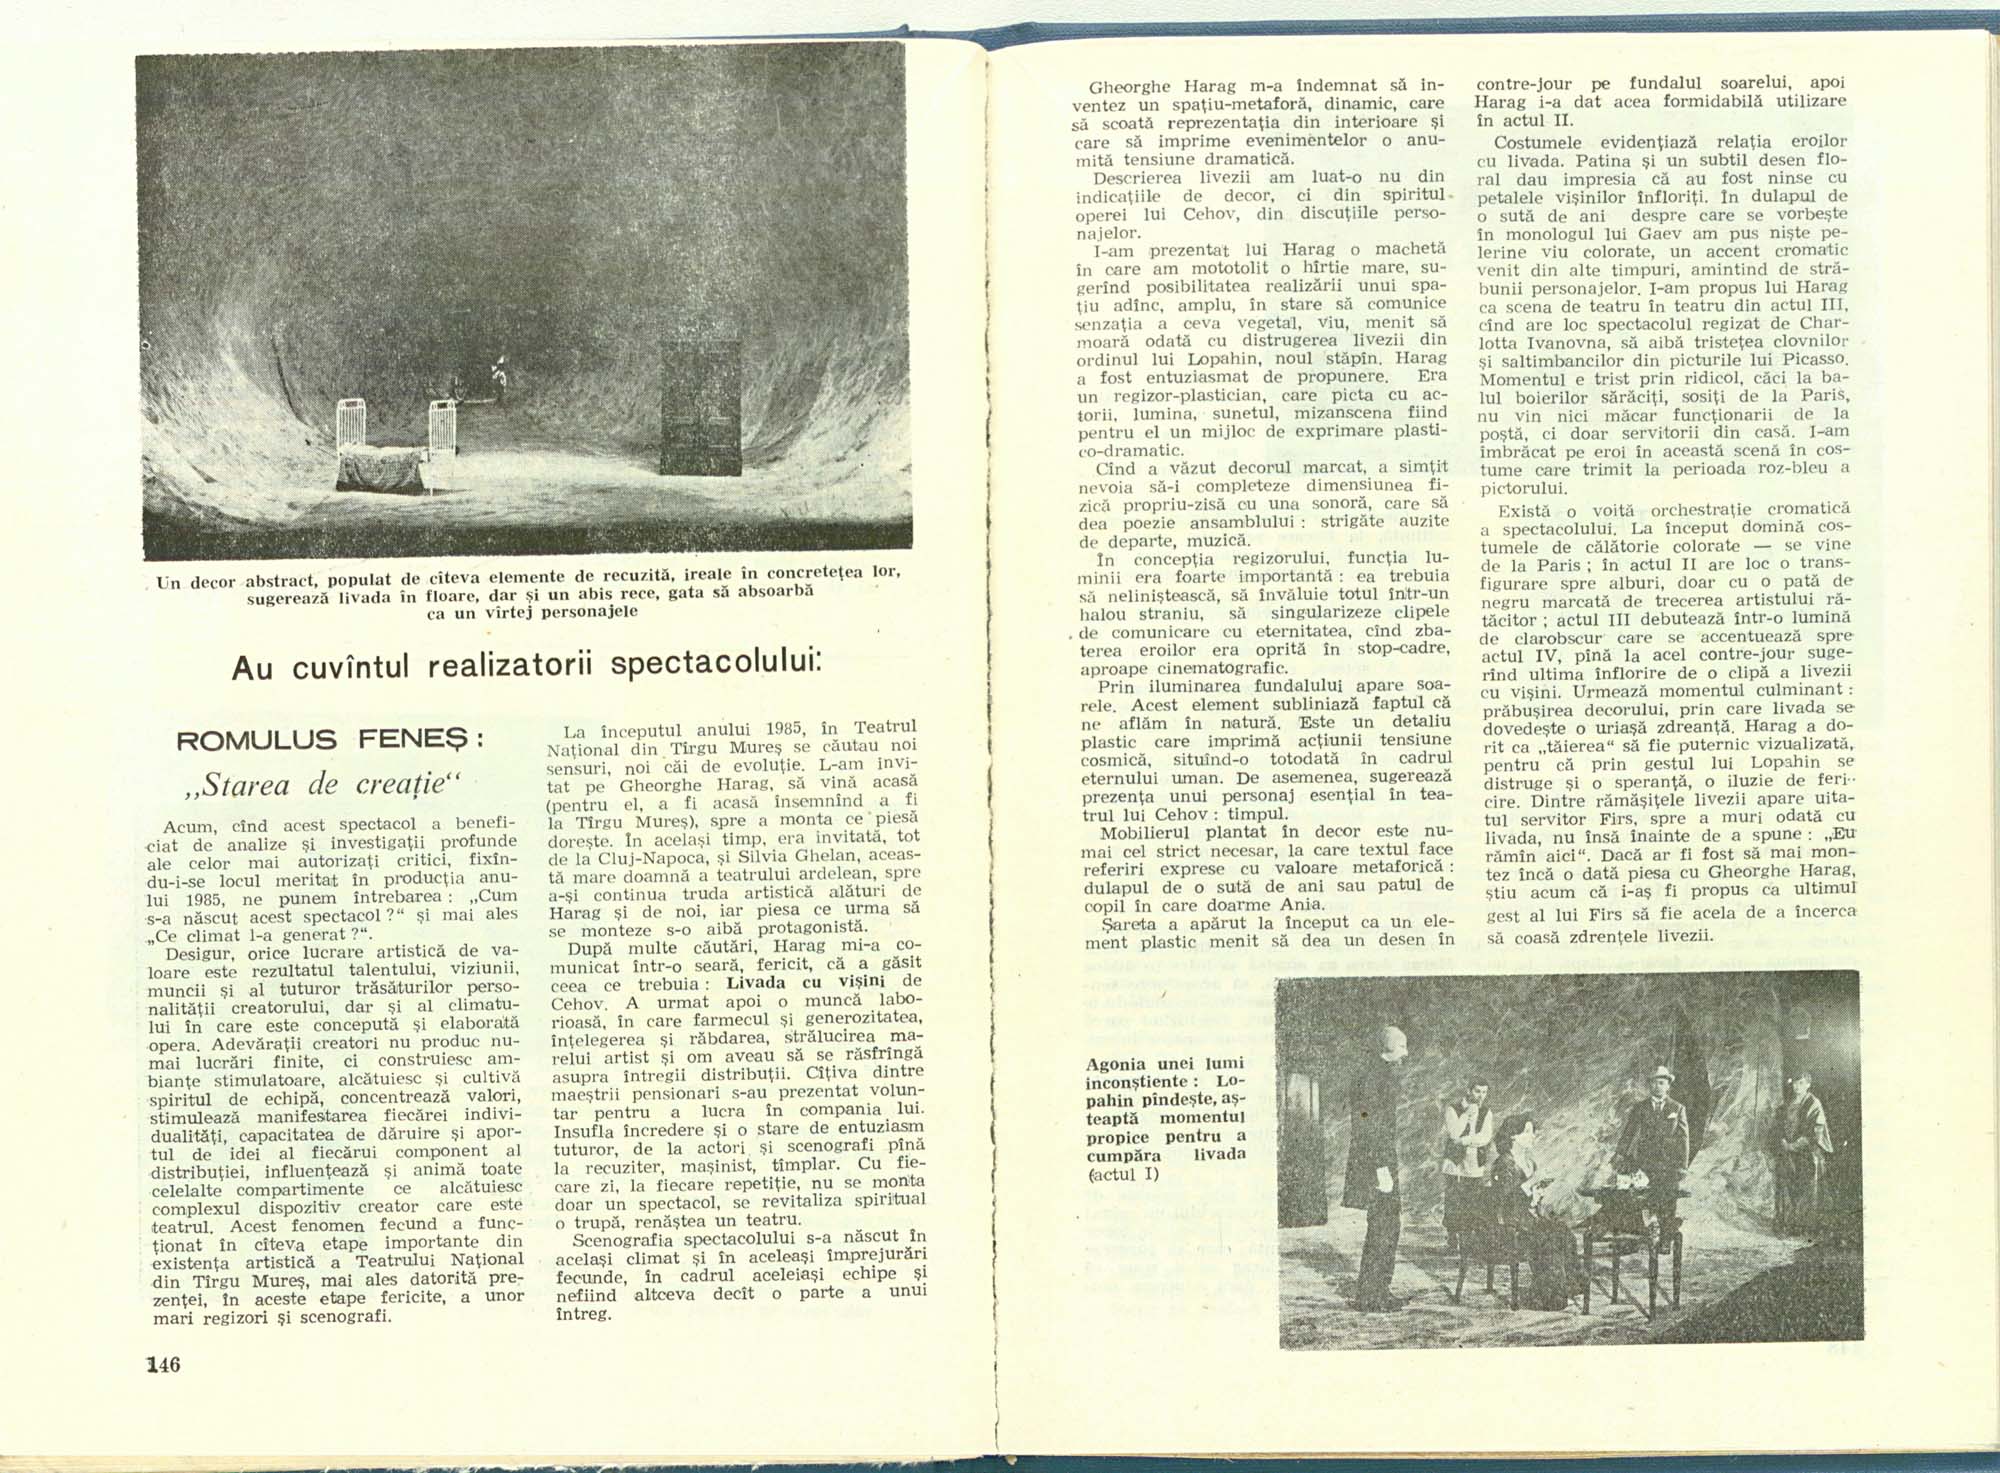 Un decor abstract, populat de cîteva elemente de recuzită, ireale în concretețea lor,
sugerează livada în floare, dar și un abis rece, gata să absoarbă
ca un vîrtej personajele
Au cuvîntul realizatorii spectacolului:
ROMULUS FENEȘ :
„Starea de creație“
Acum, cînd acest spectacol a benefi-
ciat de analize și investigații profunde
ale celor mai autorizați critici, fixîn-
du-i-se locul meritat în producția anu-
lui 1985, ne punem întrebarea : „Cum
s-a născut acest spectacol ?“ și mai ales
„Ce climat l-a generat ?“.
Desigur, orice lucrare artistică de va-
loare este rezultatul talentului, viziunii,
muncii și al tuturor trăsăturilor perso-
nalității creatorului, dar și al climatu-
lui în care este concepută și elaborată
opera. Adevărații creatori nu produc nu-
mai lucrări finite, ci construiesc am-
bianțe stimulatoare, alcătuiesc și cultivă
spiritul de echipă, concentrează valori,
stimulează manifestarea fiecărei indivi-
dualități, capacitatea de dăruire și apor-
tul de idei al fiecărui component al
distribuției, influențează și animă toate
celelalte compartimente ce alcătuiesc
complexul dispozitiv creator care este
teatrul. Acest fenomen fecund a func-
ționat în cîteva etape importante din
existența artistică a Teatrului Național
din Tîrgu Mureș, mai ales datorită pre-
zenței, în aceste etape fericite, a unor
mari regizori și scenografi.
La începutul anului 1985, în Teatrul
Național din Tîrgu Mureș se căutau noi
sensuri, noi căi de evoluție. L-am invi-
tat pe Gheorghe Harag, să vină acasă
(pentru el, a fi acasă însemnînd a fi
la Tîrgu Mureș), spre a monta ce piesă
dorește. În același timp, era invitată, tot
de la Cluj-Napoca, și Silvia Ghelan, aceas-
tă mare doamnă a teatrului ardelean, spre
a-și continua truda artistică alături de
Harag și de noi, iar piesa ce urma să
se monteze s-o aibă protagonistă.
După multe căutări, Harag mi-a co-
municat într-o seară, fericit, că a găsit
ceea ce trebuia : Livada cu vișini de
Cehov. A urmat apoi o muncă labo-
rioasă, în care farmecul și generozitatea,
înțelegerea și răbdarea, strălucirea ma-
relui artist și om aveau să se răsfrîngă
asupra întregii distribuții. Cîțiva dintre
maeștrii pensionari s-au prezentat volun-
tar pentru a lucra în compania lui.
Insufla încredere și o stare de entuziasm
tuturor, de la actori și scenografi pînă
la recuziter, mașinist, tîmplar. Cu fie-
care zi, la fiecare repetiție, nu se monta
doar un spectacol, se revitaliza spiritual
o trupă, renăștea un teatru.
Scenografia spectacolului s-a născut în
același climat și în aceleași împrejurări
fecunde, în cadrul aceleiași echipe și
nefiind altceva decît o parte a unui
întreg.
146
Gheorghe Harag m-a îndemnat să in-
ventez un spațiu-metaforă, dinamic, care
să scoată reprezentația din interioare și
care să imprime evenimentelor o anu-
mită tensiune dramatică.
Descrierea livezii am luat-o nu din
indicațiile de decor, ci din spiritul
operei lui Cehov, din discuțiile perso-
najelor.
I-am prezentat lui Harag o machetă
în care am mototolit o hîrtie mare, su-
gerînd posibilitatea realizării unui spa-
țiu adînc, amplu, în stare să comunice
senzația a ceva vegetal, viu, menit să
moară odată cu distrugerea livezii din
ordinul lui Lopahin, noul stăpîn. Harag
a fost entuziasmat de propunere. Era
un regizor-plastician, care picta cu ac-
torii, lumina, sunetul, mizanscena fiind
pentru el un mijloc de exprimare plasti-
co-dramatic.
Cînd a văzut decorul marcat, a simțit
nevoia să-i completeze dimensiunea fi-
zică propriu-zisă cu una sonoră, care să
dea poezie ansamblului : strigăte auzite
de departe, muzică.
În concepția regizorului, funcția lu-
minii era foarte importantă : ea trebuia
să neliniștească, să învăluie totul într-un
halou straniu, să singularizeze clipele
de comunicare cu eternitatea, cînd zba-
terea eroilor era oprită în stop-cadre,
aproape cinematografic.
Prin iluminarea fundalului apare soa-
rele. Acest element subliniază faptul că
ne aflăm în natură. Este un detaliu
plastic care imprimă acțiunii tensiune
cosmică, situînd-o totodată în cadrul
eternului uman. De asemenea, sugerează
prezența unui personaj esențial în tea-
trul lui Cehov : timpul.
Mobilierul plantat în decor este nu-
mai cel strict necesar, la care textul face
referiri exprese cu valoare metaforică :
dulapul de o sută de ani sau patul de
copil în care doarme Ania.
Șareta a apărut la început ca un ele-
ment plastic menit să dea un desen în
contre-jour pe fundalul soarelui, apoi
Harag i-a dat acea formidabilă utilizare
în actul II.
Costumele evidențiază relația eroilor
cu livada. Patina și un subtil desen flo-
ral dau impresia că au fost ninse cu
petalele vișinilor înfloriți. În dulapul de
o sută de ani despre care se vorbește
în monologul lui Gaev am pus niște pe-
lerine viu colorate, un accent cromatic
venit din alte timpuri, amintind de stră-
bunii personajelor. I-am propus lui Harag
ca scena de teatru în teatru din actul III,
cînd are loc spectacolul regizat de Char-
lotta Ivanovna, să aibă tristețea clovnilor
și saltimbancilor din picturile lui Picasso.
Momentul e trist prin ridicol, căci la ba-
lul boierilor sărăciți, sosiți de la Paris,
nu vin nici măcar funcționarii de la
poștă, ci doar servitorii din casă. I-am
îmbrăcat pe eroi în această scenă în cos-
tume care trimit la perioada roz-bleu a
pictorului.
Există o voită orchestrație cromatică
a spectacolului. La început domină cos-
tumele de călătorie colorate — se vine
de la Paris ; în actul II are loc o trans-
figurare spre alburi, doar cu o pată de
negru marcată de trecerea artistului ră-
tăcitor ; actul III debutează într-o lumină
de clarobscur care se accentuează spre
actul IV, pînă la acel contre-jour suge-
rînd ultima înflorire de o clipă a livezii
cu vișini. Urmează momentul culminant :
prăbușirea decorului, prin care livada se
dovedește o uriașă zdreanță. Harag a do-
rit ca „tăierea“ să fie puternic vizualizată,
pentru că prin gestul lui Lopahin se
distruge și o speranță, o iluzie de feri-
cire. Dintre rămășițele livezii apare uita-
tul servitor Firs, spre a muri odată cu
livada, nu însă înainte de a spune : „Eu
rămîn aici“. Dacă ar fi fost să mai mon-
tez încă o dată piesa cu Gheorghe Harag,
știu acum că i-aș fi propus ca ultimul
gest al lui Firs să fie acela de a încerca
să coasă zdrențele livezii.
Agonia unei lumi
inconștiente : Lo-
pahin pîndește, aș-
teaptă momentul
propice pentru a
cumpăra livada
(actul I)